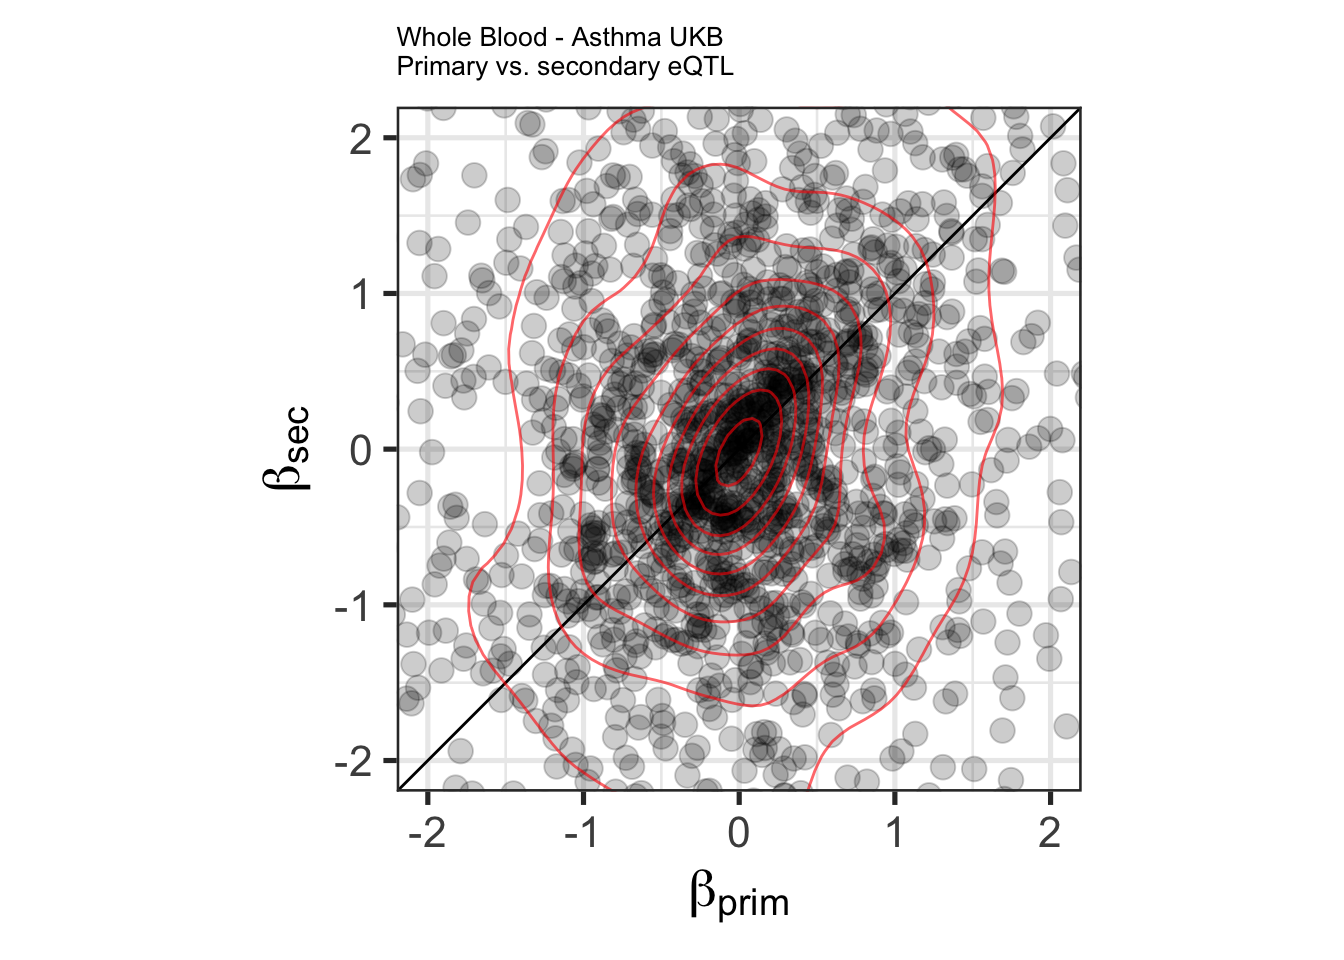 Whole Blood - Asthma UKB
Primary vs. secondary eQTL
2
1
0
-1
-2
βsec
-2 -1 0 1 2
βprim